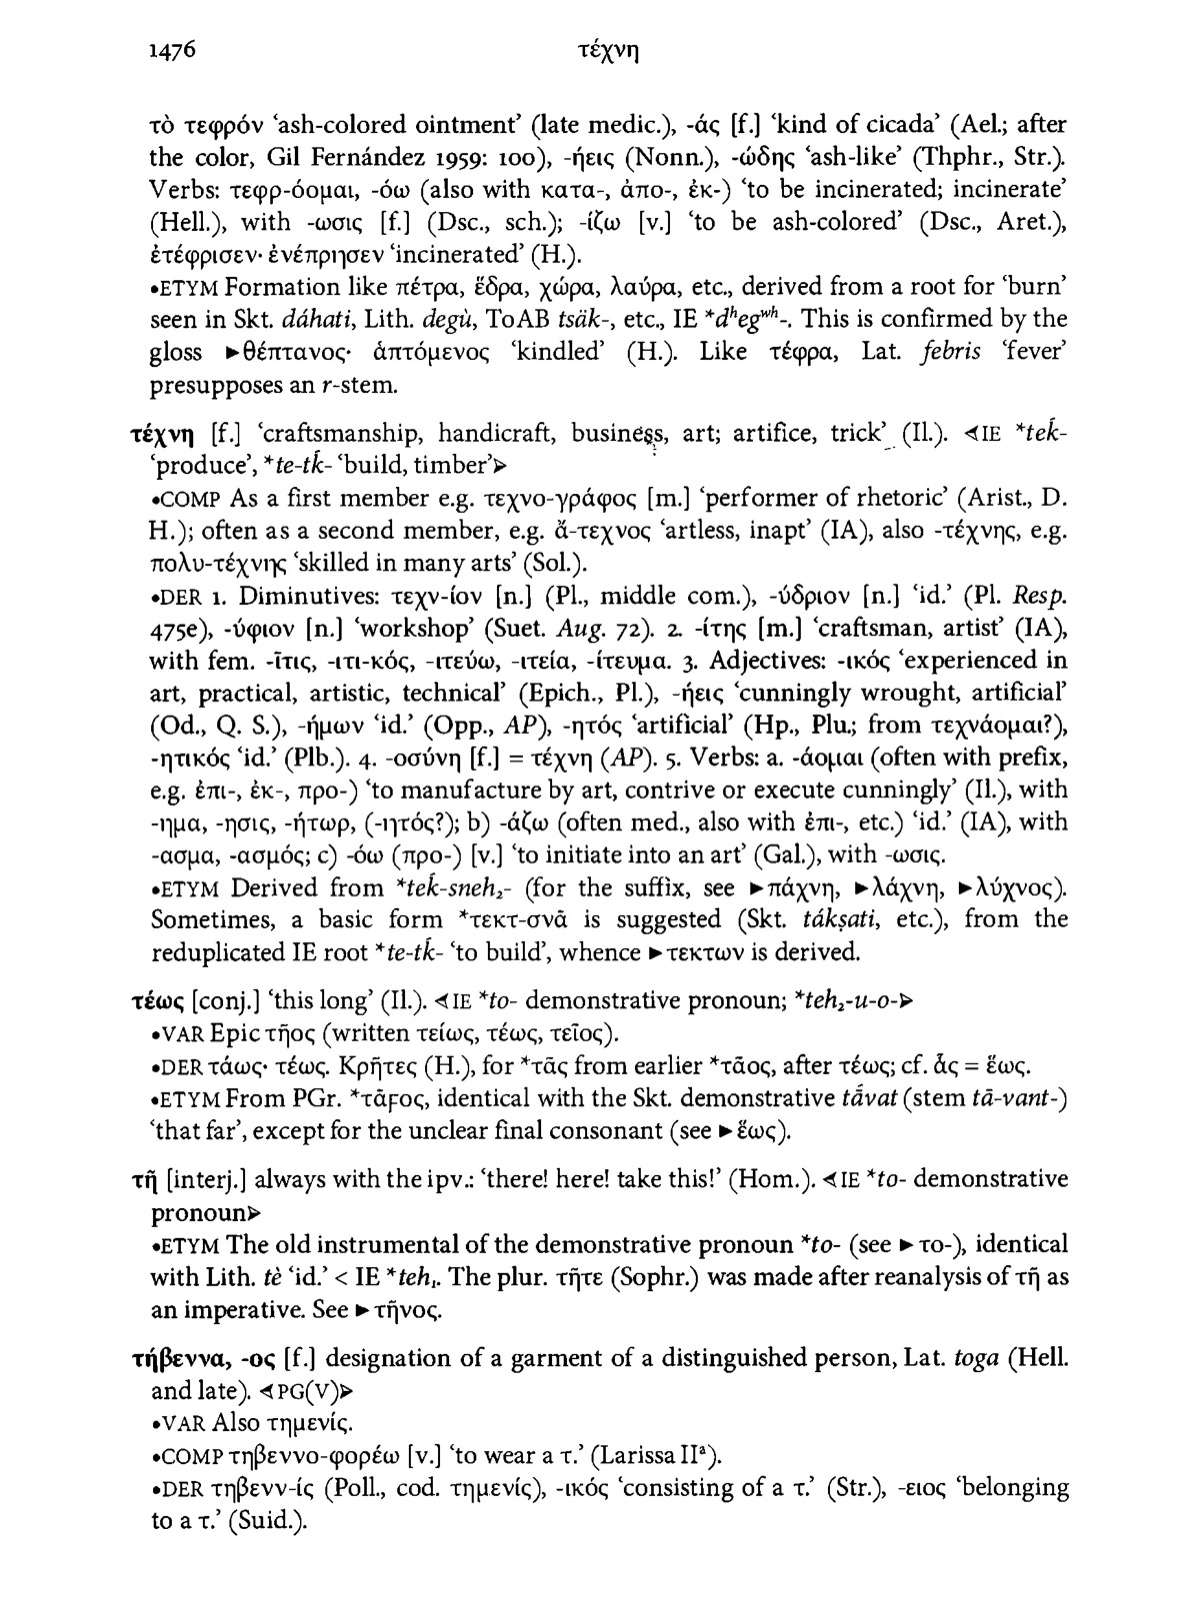 1476
τέχνη
τὸ τεφρόν ‘ash-colored ointment’ (late medic.), -άς [f.] ‘kind of cicada’ (Ael.; after
the color, Gil Fernández 1959: 100), -ήεις (Nonn.), -ώδης ‘ash-like’ (Thphr., Str.).
Verbs: τεφρ-όομαι, -όω (also with κατα-, ἀπο-, ἐκ-) ‘to be incinerated; incinerate’
(Hell.), with -ωσις [f.] (Dsc., sch.); -ίζω [v.] ‘to be ash-colored’ (Dsc., Aret.),
ἐτέφρισεν· ἐνέπρησεν ‘incinerated’ (H.).
•ETYM Formation like πέτρα, ἕδρα, χώρα, λαύρα, etc., derived from a root for ‘burn’
seen in Skt. dáhati, Lith. degù, ToAB tsäk-, etc., IE *dʰegʷʰ-. This is confirmed by the
gloss ►θέπτανος· ἁπτόμενος ‘kindled’ (H.). Like τέφρα, Lat. febris ‘fever’
presupposes an r-stem.
τέχνη [f.] ‘craftsmanship, handicraft, business, art; artifice, trick’ (Il.). ⊲IE *teḱ-
‘produce’, *te-tḱ- ‘build, timber’⊳
•COMP As a first member e.g. τεχνο-γράφος [m.] ‘performer of rhetoric’ (Arist., D.
H.); often as a second member, e.g. ἄ-τεχνος ‘artless, inapt’ (IA), also -τέχνης, e.g.
πολυ-τέχνης ‘skilled in many arts’ (Sol.).
•DER 1. Diminutives: τεχν-ίον [n.] (Pl., middle com.), -ύδριον [n.] ‘id.’ (Pl. Resp.
475e), -ύφιον [n.] ‘workshop’ (Suet. Aug. 72). 2. -ίτης [m.] ‘craftsman, artist’ (IA),
with fem. -ῖτις, -ιτι-κός, -ιτεύω, -ιτεία, -ίτευμα. 3. Adjectives: -ικός ‘experienced in
art, practical, artistic, technical’ (Epich., Pl.), -ήεις ‘cunningly wrought, artificial’
(Od., Q. S.), -ήμων ‘id.’ (Opp., AP), -ητός ‘artificial’ (Hp., Plu.; from τεχνάομαι?),
-ητικός ‘id.’ (Plb.). 4. -οσύνη [f.] = τέχνη (AP). 5. Verbs: a. -άομαι (often with prefix,
e.g. ἐπι-, ἐκ-, προ-) ‘to manufacture by art, contrive or execute cunningly’ (Il.), with
-ημα, -ησις, -ήτωρ, (-ητός?); b) -άζω (often med., also with ἐπι-, etc.) ‘id.’ (IA), with
-ασμα, -ασμός; c) -όω (προ-) [v.] ‘to initiate into an art’ (Gal.), with -ωσις.
•ETYM Derived from *teḱ-sneh₂- (for the suffix, see ►πάχνη, ►λάχνη, ►λύχνος).
Sometimes, a basic form *τεκτ-σνᾱ is suggested (Skt. tákṣati, etc.), from the
reduplicated IE root *te-tḱ- ‘to build’, whence ►τεκτων is derived.
τέως [conj.] ‘this long’ (Il.). ⊲IE *to- demonstrative pronoun; *teh₂-u-o-⊳
•VAR Epic τῆος (written τείως, τέως, τεῖος).
•DER τάως· τέως. Κρῆτες (H.), for *τᾶς from earlier *τᾶος, after τέως; cf. ἇς = ἕως.
•ETYM From PGr. *τᾶϝος, identical with the Skt. demonstrative tā́vat (stem tā-vant-)
‘that far’, except for the unclear final consonant (see ►ἕως).
τῆ [interj.] always with the ipv.: ‘there! here! take this!’ (Hom.). ⊲IE *to- demonstrative
pronoun⊳
•ETYM The old instrumental of the demonstrative pronoun *to- (see ►το-), identical
with Lith. tè ‘id.’ < IE *teh₁. The plur. τῆτε (Sophr.) was made after reanalysis of τῆ as
an imperative. See ►τῆνος.
τήβεννα, -ος [f.] designation of a garment of a distinguished person, Lat. toga (Hell.
and late). ⊲PG(V)⊳
•VAR Also τημενίς.
•COMP τηβεννο-φορέω [v.] ‘to wear a τ.’ (Larissa IIᵃ).
•DER τηβενν-ίς (Poll., cod. τημενίς), -ικός ‘consisting of a τ.’ (Str.), -ειος ‘belonging
to a τ.’ (Suid.).